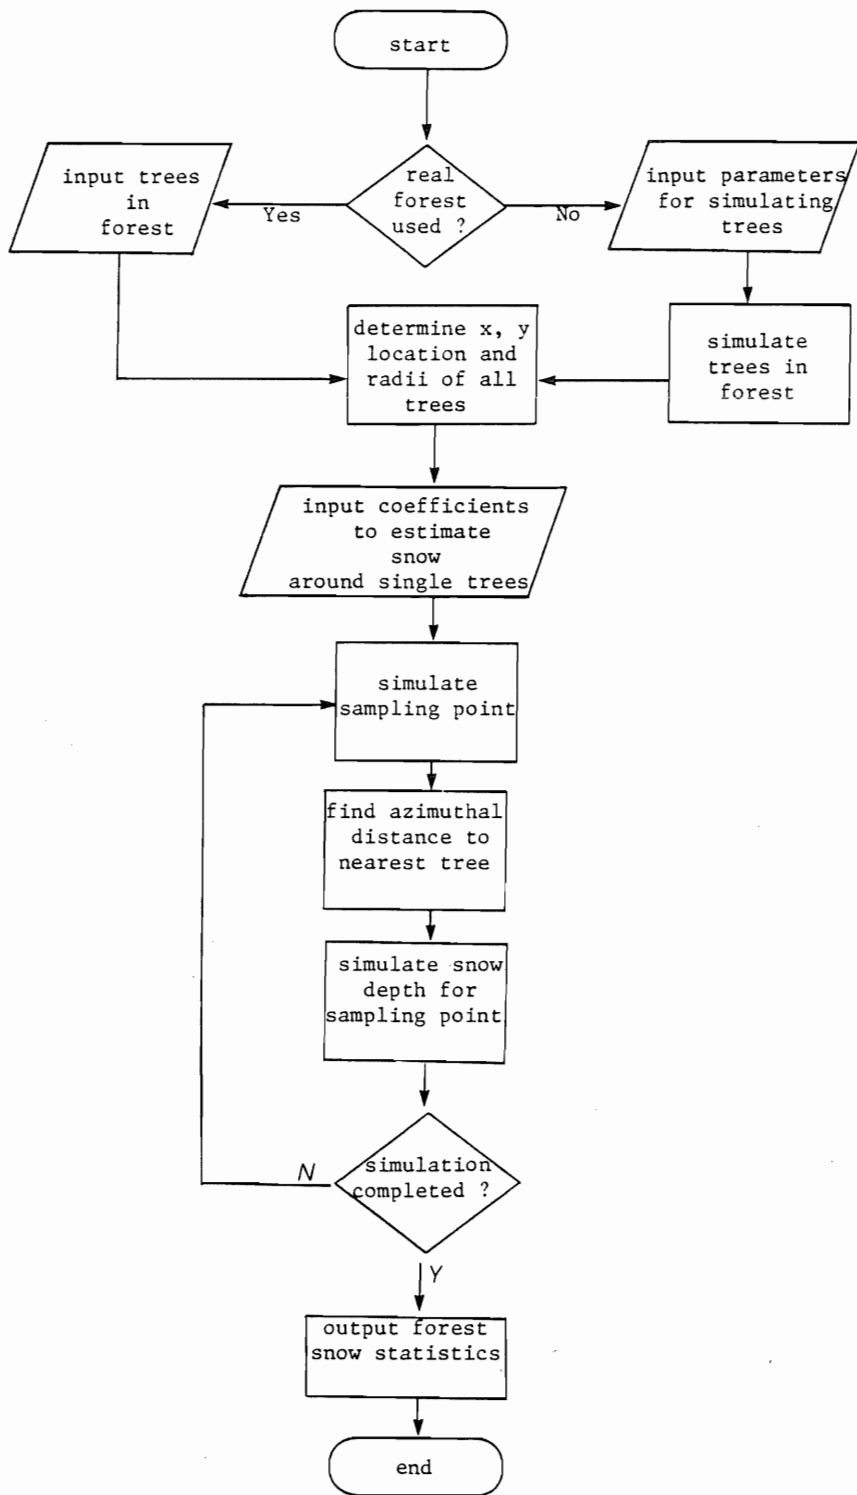 start
real
forest
used ?
Yes
No
input trees
in
forest
input parameters
for simulating
trees
simulate
trees in
forest
determine x, y
location and
radii of all
trees
input coefficients
to estimate
snow
around single trees
simulate
sampling point
find azimuthal
distance to
nearest tree
simulate snow
depth for
sampling point
simulation
completed ?
N
Y
output forest
snow statistics
end